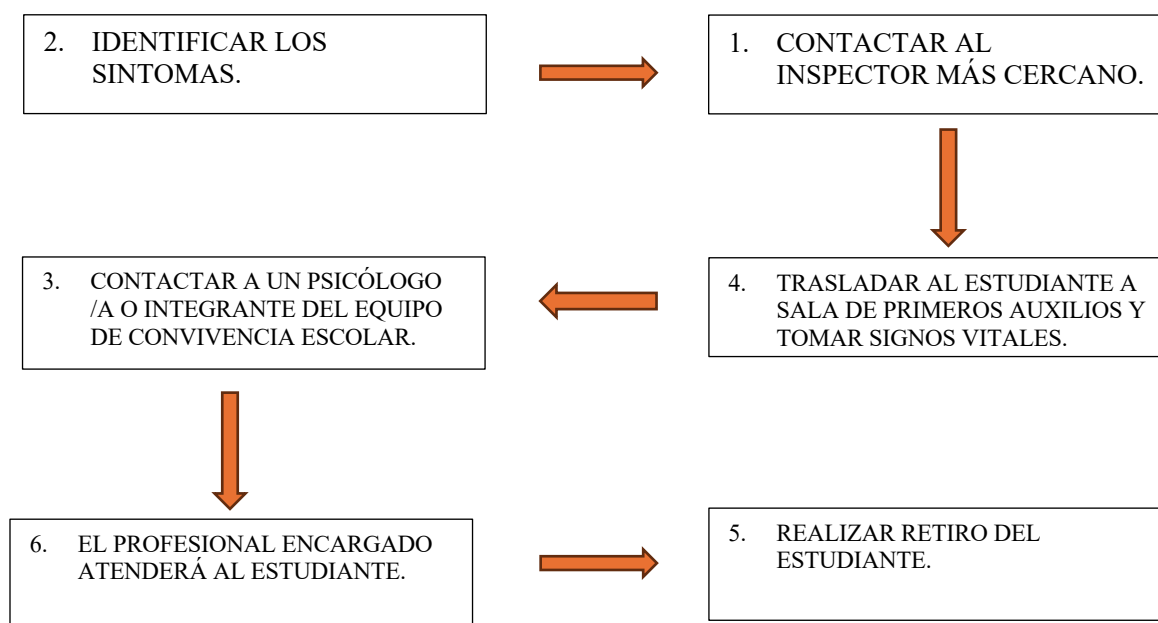 2. IDENTIFICAR LOS
SINTOMAS.
1. CONTACTAR AL
INSPECTOR MÁS CERCANO.
3. CONTACTAR A UN PSICÓLOGO
/A O INTEGRANTE DEL EQUIPO
DE CONVIVENCIA ESCOLAR.
4. TRASLADAR AL ESTUDIANTE A
SALA DE PRIMEROS AUXILIOS Y
TOMAR SIGNOS VITALES.
6. EL PROFESIONAL ENCARGADO
ATENDERÁ AL ESTUDIANTE.
5. REALIZAR RETIRO DEL
ESTUDIANTE.